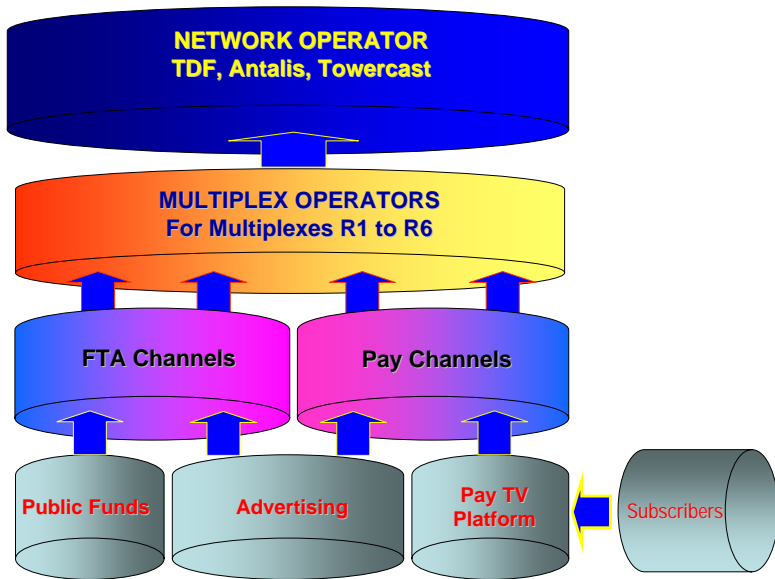 NETWORK OPERATOR
TDF, Antalis, Towercast
MULTIPLEX OPERATORS
For Multiplexes R1 to R6
FTA Channels
Pay Channels
Public Funds
Advertising
Pay TV
Platform
Subscribers